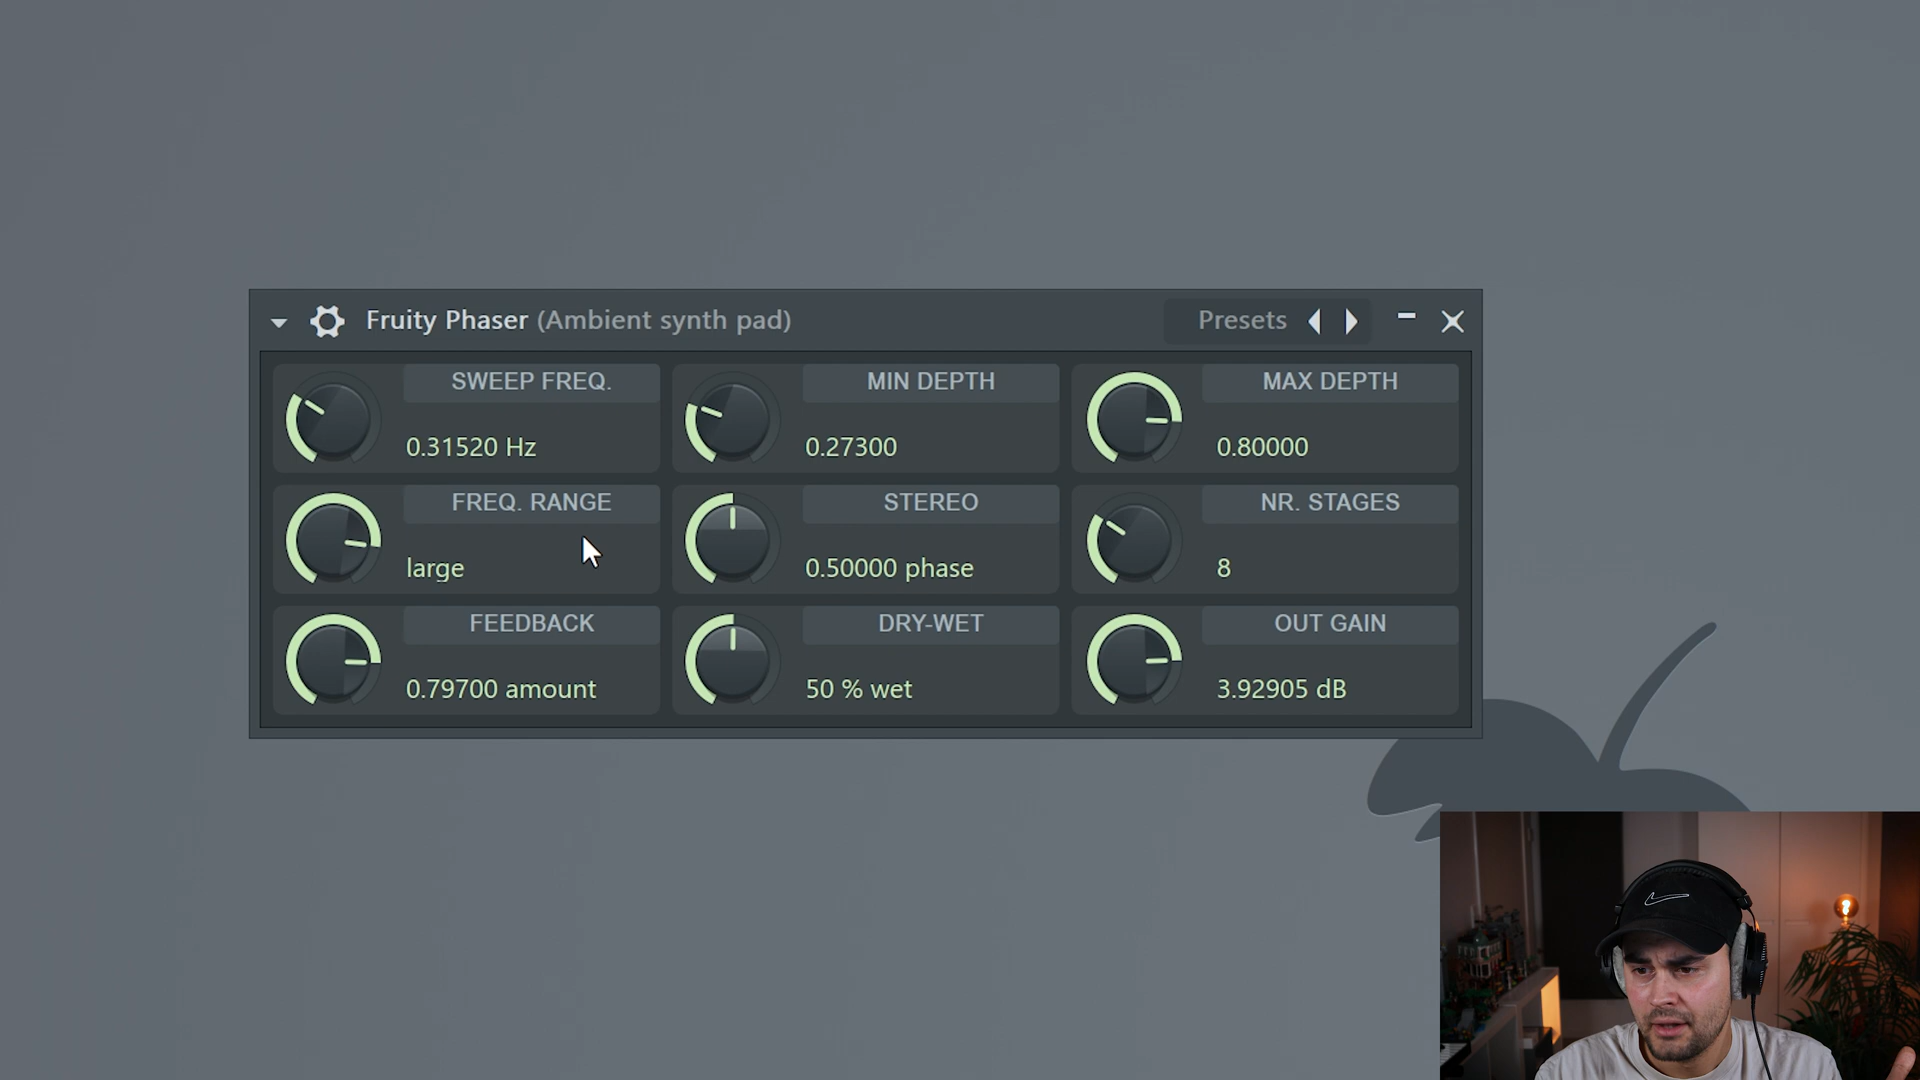 Fruity Phaser (Ambient synth pad)
Presets
SWEEP FREQ.
0.31520 Hz
MIN DEPTH
0.27300
MAX DEPTH
0.80000
FREQ. RANGE
large
STEREO
0.50000 phase
NR. STAGES
8
FEEDBACK
0.79700 amount
DRY-WET
50 % wet
OUT GAIN
3.92905 dB